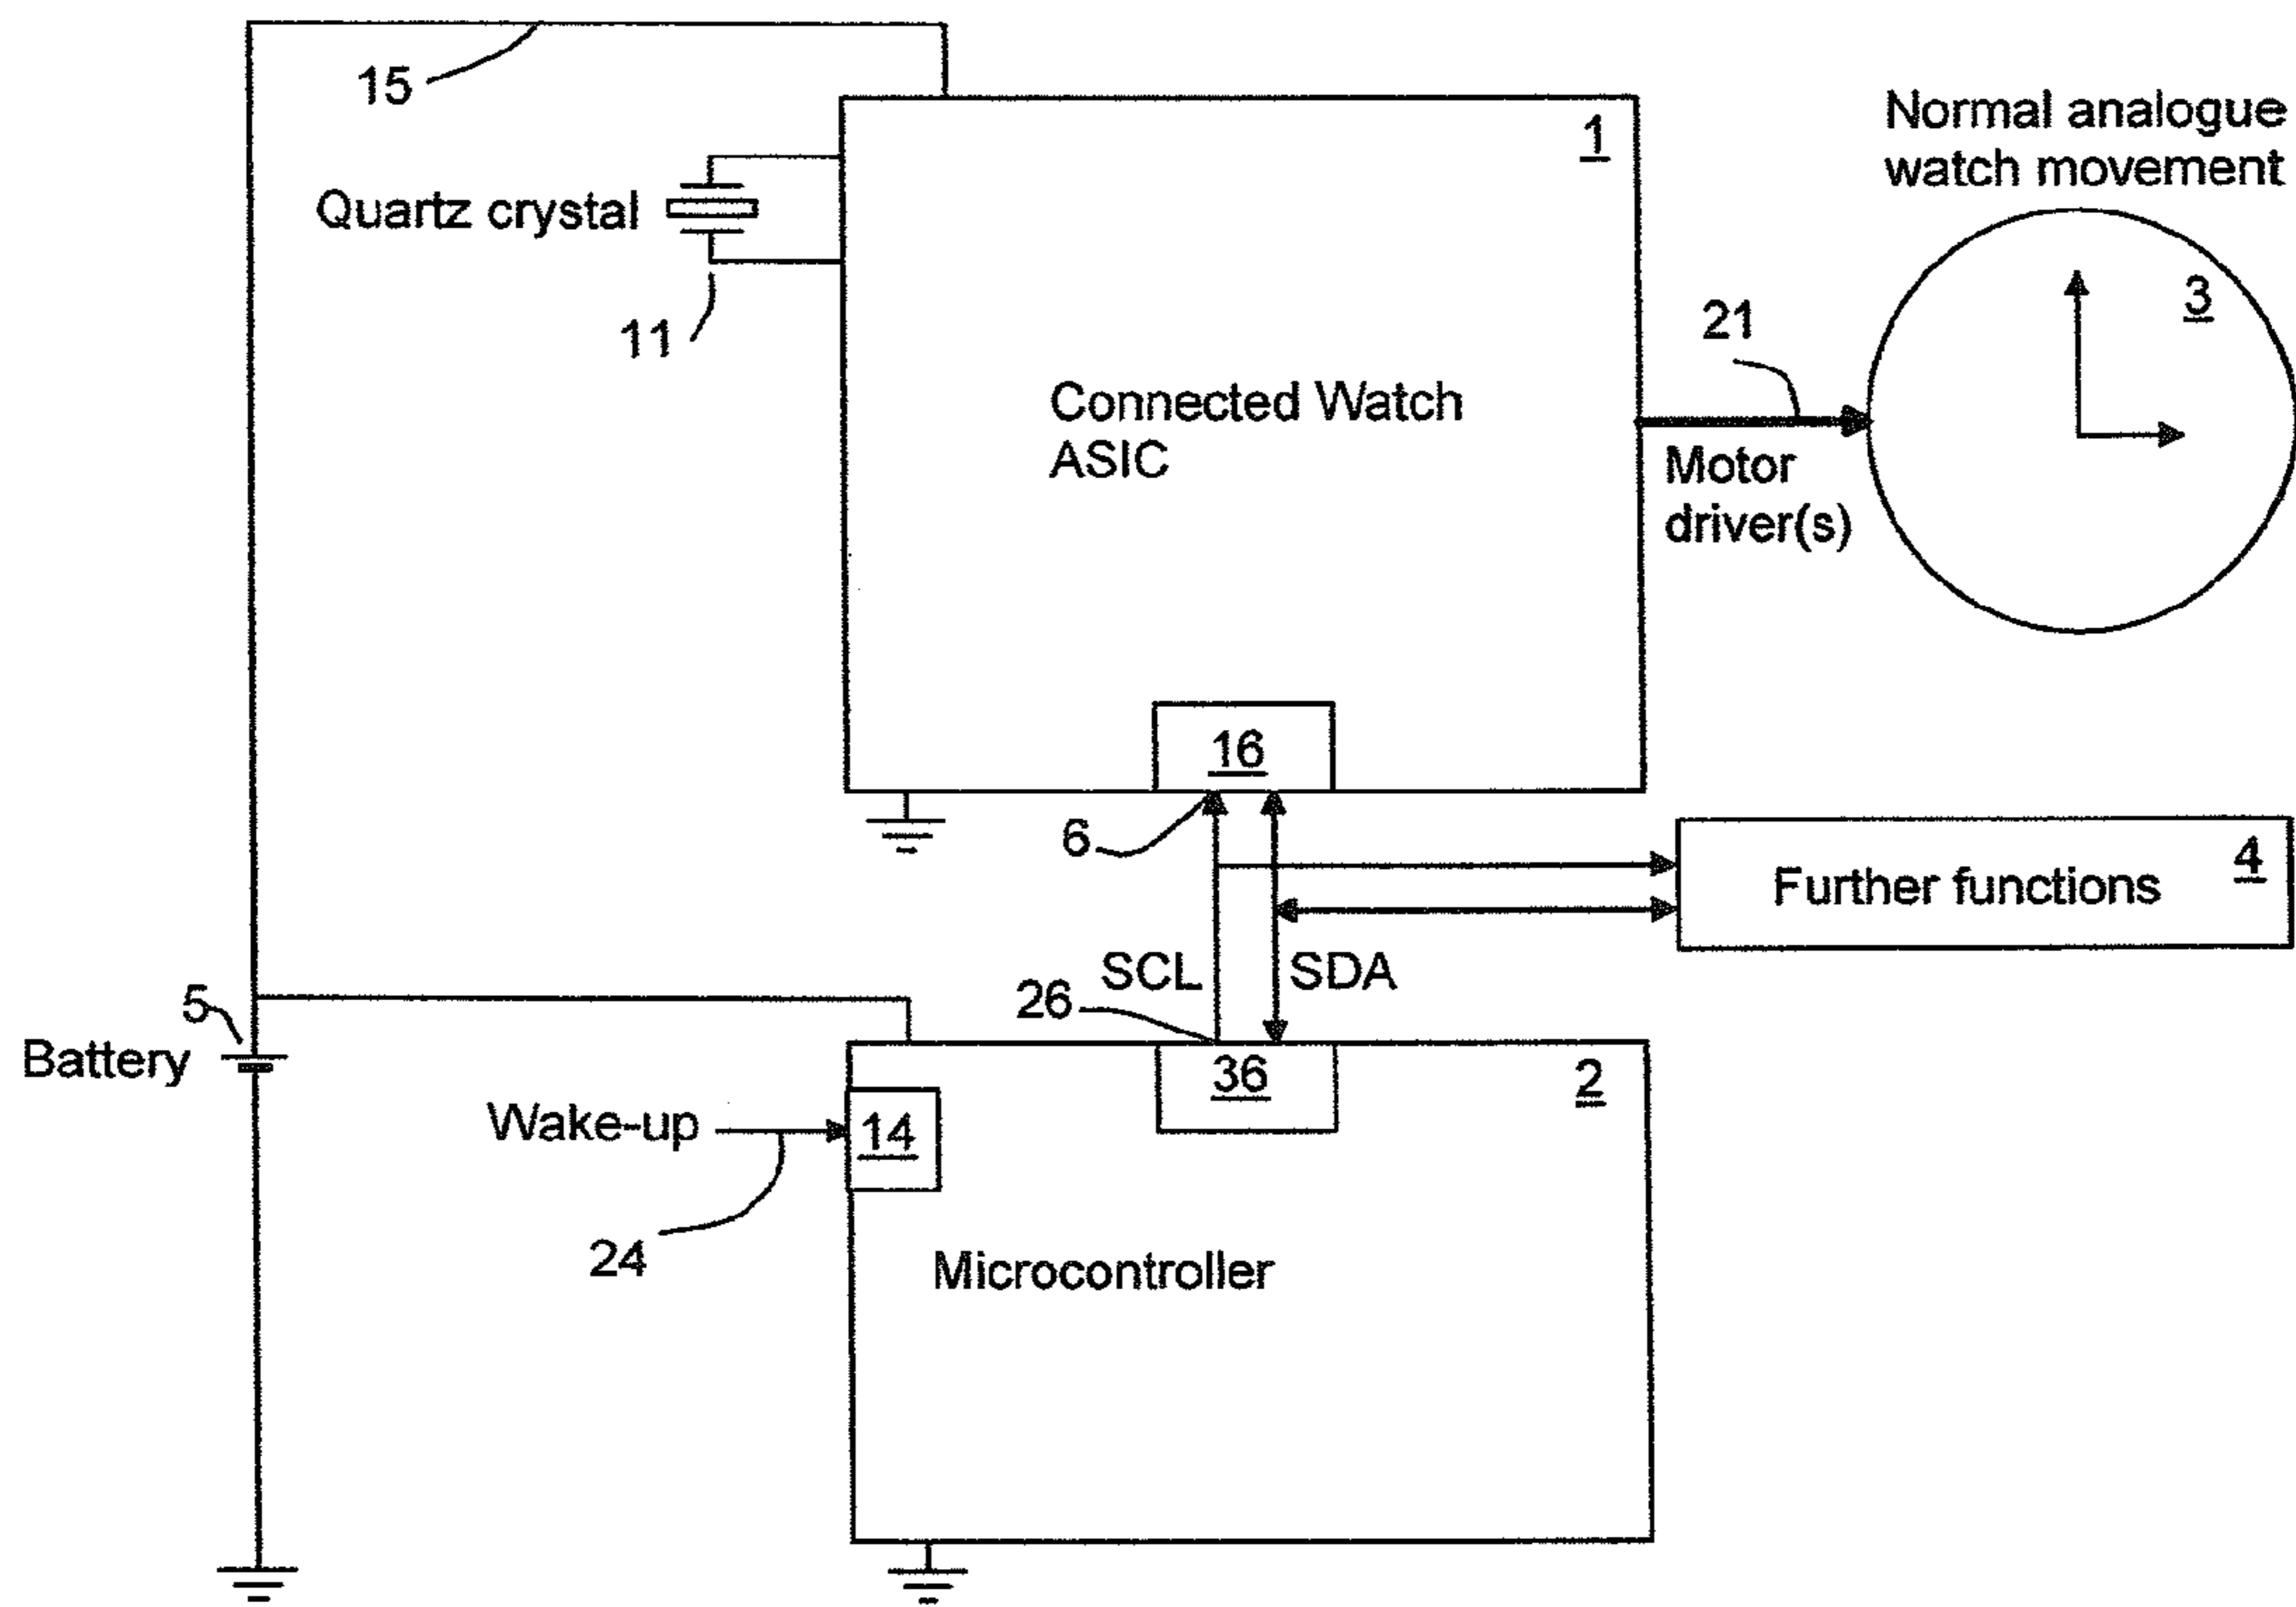 15
1
Normal analogue
watch movement
Quartz crystal
11
21
3
Connected Watch
ASIC
Motor
driver(s)
16
6
4
Further functions
SCL
SDA
5
26
Battery
36
2
Wake-up
14
24
Microcontroller